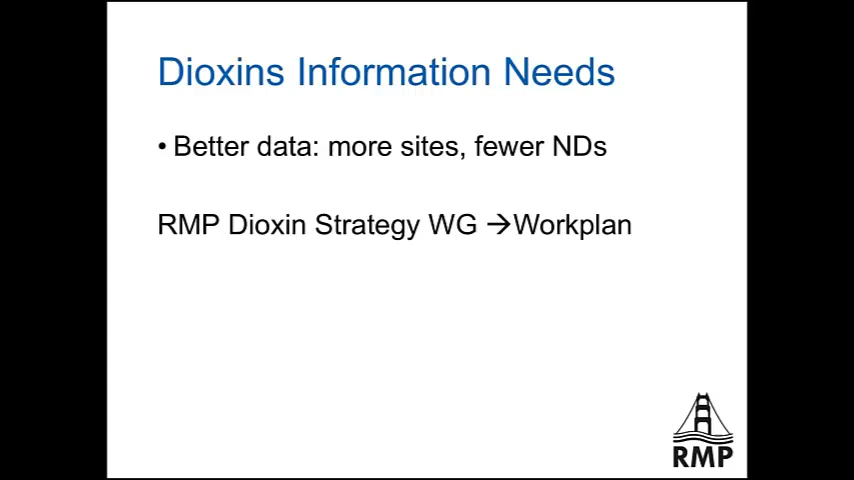 Dioxins Information Needs
• Better data: more sites, fewer NDs
RMP Dioxin Strategy WG →Workplan
RMP